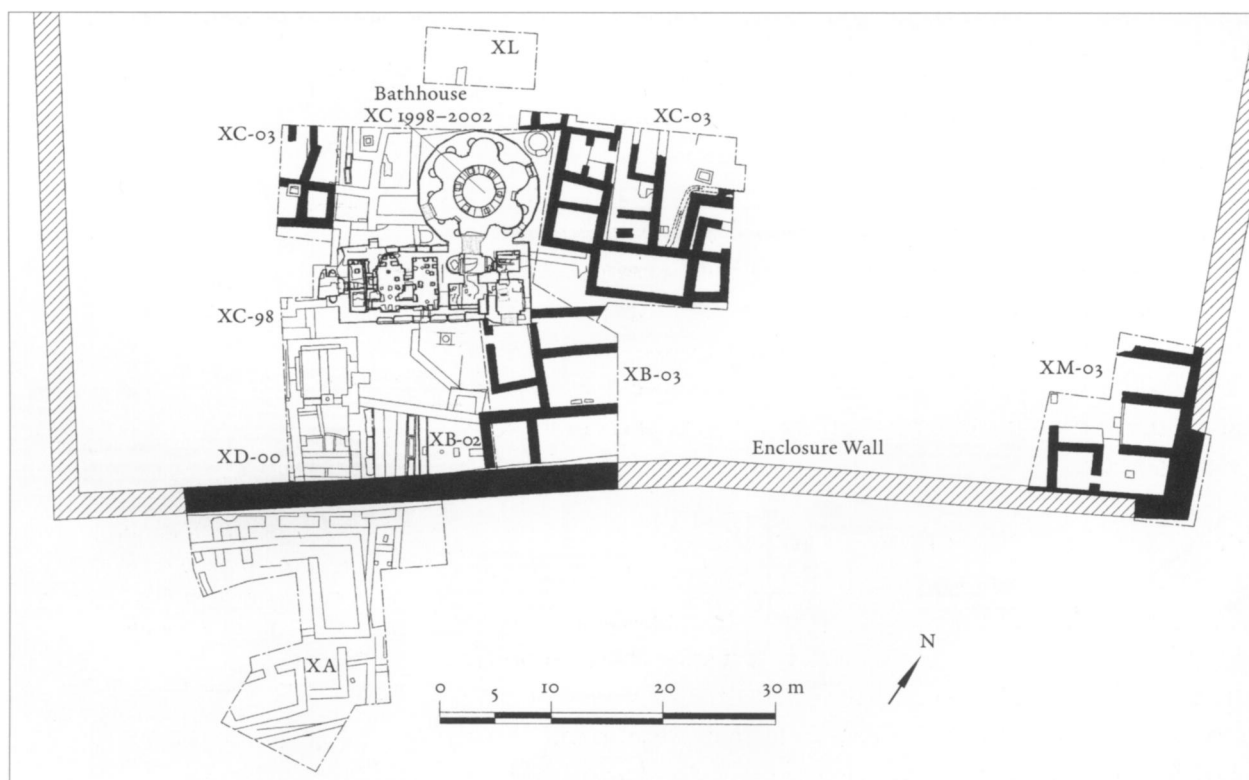 XL
Bathhouse
XC 1998–2002
XC-03
XC-03
XC-98
XB-03
XM-03
XB-02
XD-00
Enclosure Wall
XA
N
0 5 10 20 30 m